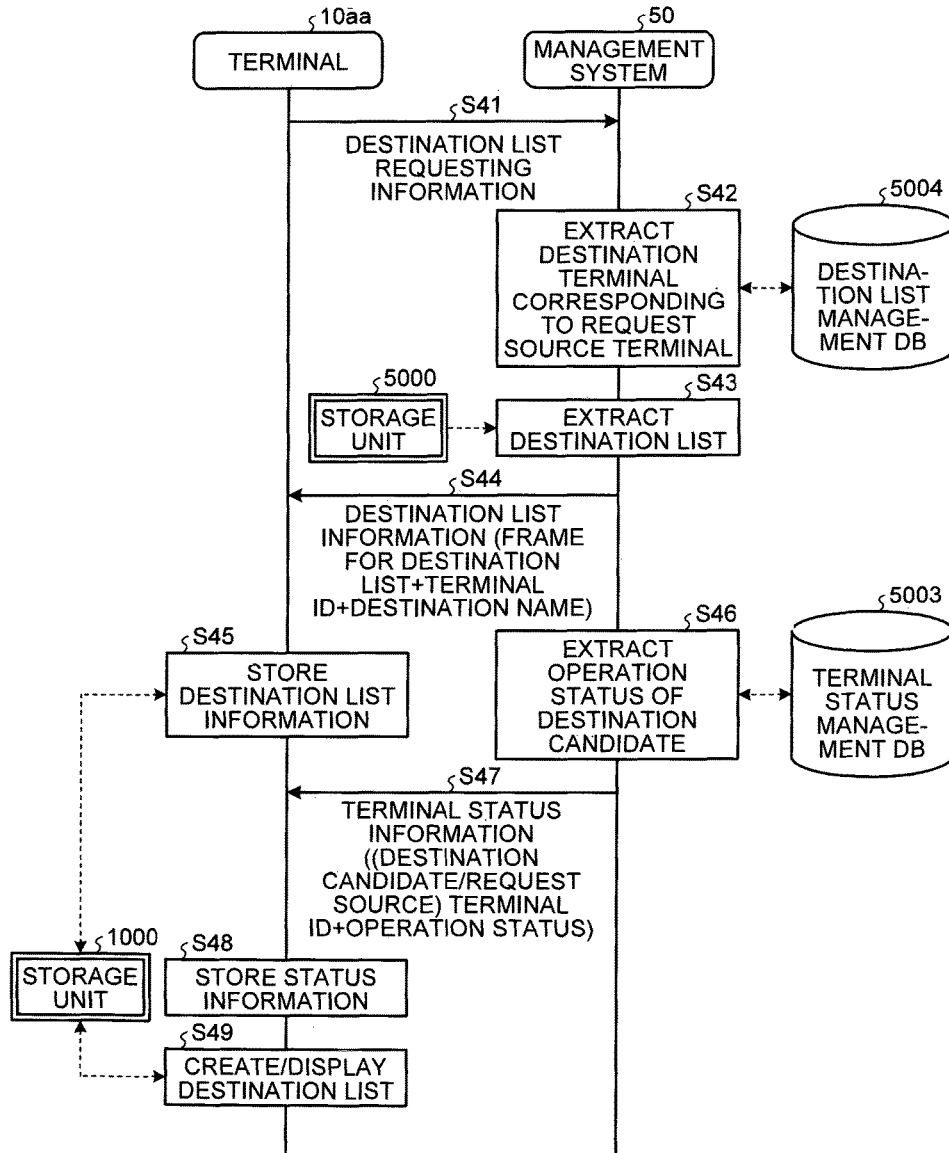 10aa
TERMINAL
50
MANAGEMENT
SYSTEM
S41
DESTINATION LIST
REQUESTING
INFORMATION
S42
EXTRACT
DESTINATION
TERMINAL
CORRESPONDING
TO REQUEST
SOURCE TERMINAL
5004
DESTINA-
TION LIST
MANAGE-
MENT DB
5000
STORAGE
UNIT
S43
EXTRACT
DESTINATION LIST
S44
DESTINATION LIST
INFORMATION (FRAME
FOR DESTINATION
LIST+TERMINAL
ID+DESTINATION NAME)
S45
STORE
DESTINATION LIST
INFORMATION
S46
EXTRACT
OPERATION
STATUS OF
DESTINATION
CANDIDATE
5003
TERMINAL
STATUS
MANAGE-
MENT DB
S47
TERMINAL STATUS
INFORMATION
((DESTINATION
CANDIDATE/REQUEST
SOURCE) TERMINAL
ID+OPERATION STATUS)
1000
STORAGE
UNIT
S48
STORE STATUS
INFORMATION
S49
CREATE/DISPLAY
DESTINATION LIST